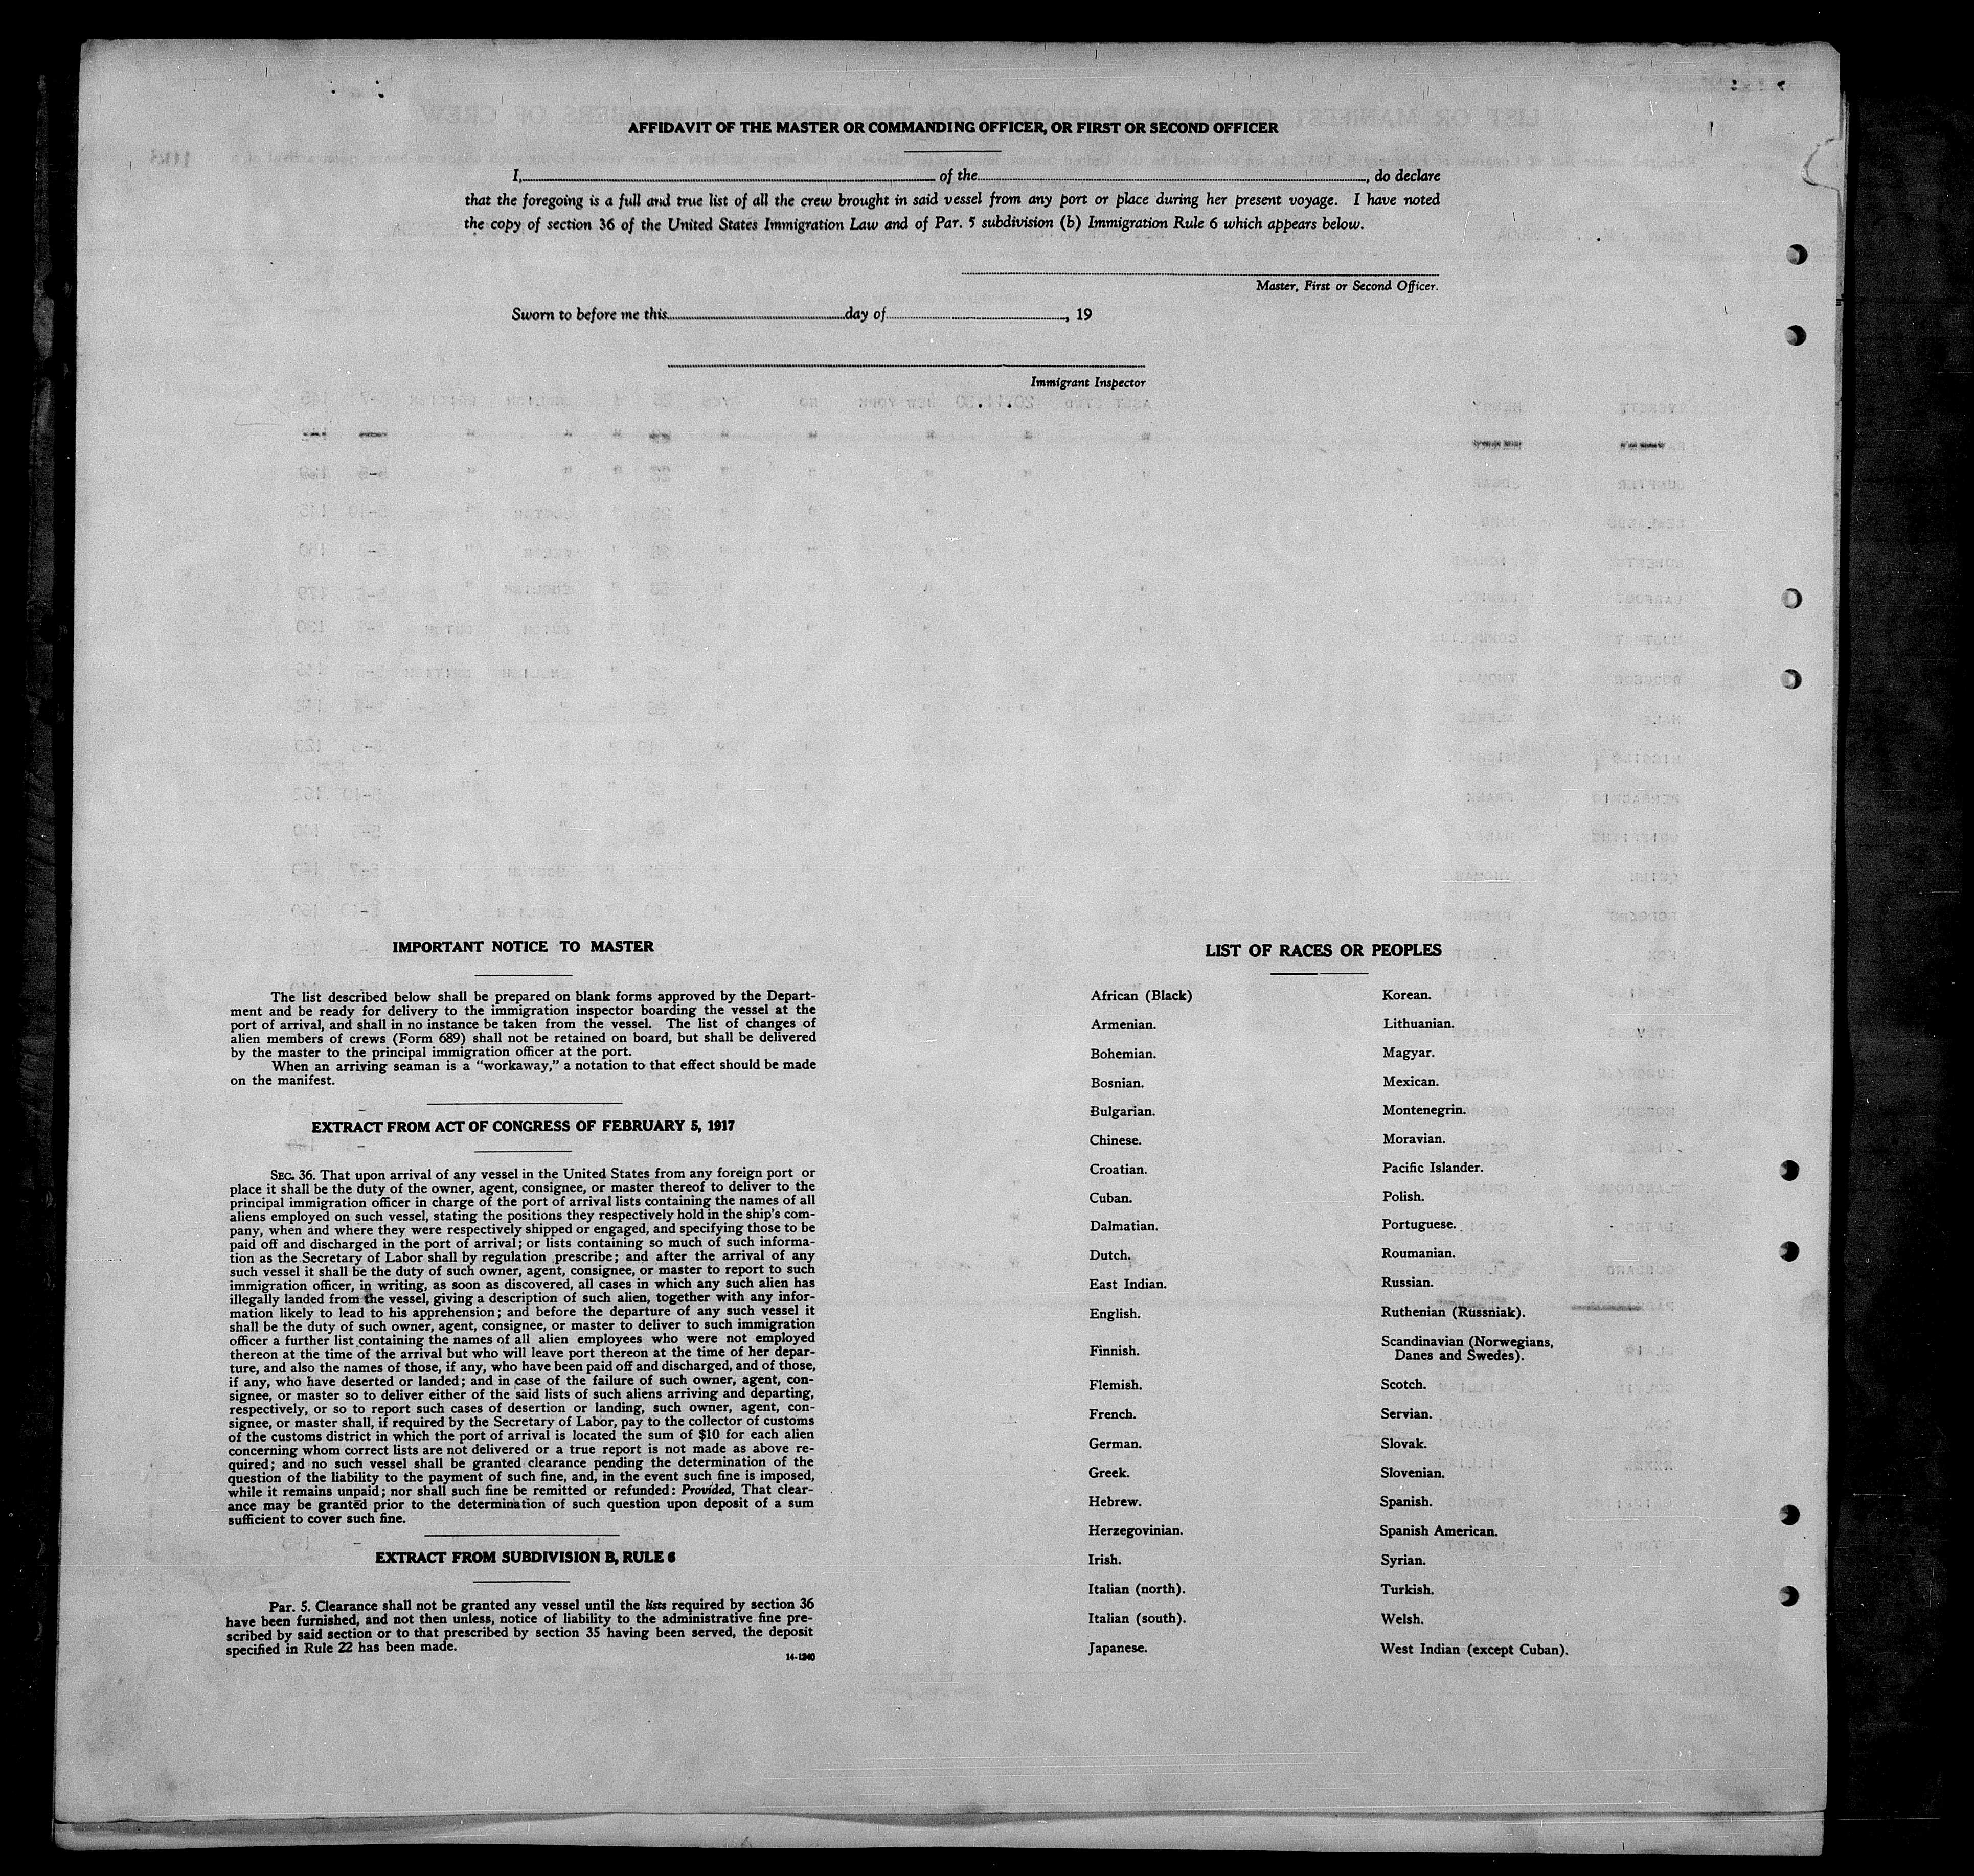 AFFIDAVIT OF THE MASTER OR COMMANDING OFFICER, OR FIRST OR SECOND OFFICER
I, of the , do declare
that the foregoing is a full and true list of all the crew brought in said vessel from any port or place during her present voyage. I have noted
the copy of section 36 of the United States Immigration Law and of Par. 5 subdivision (b) Immigration Rule 6 which appears below.
Master, First or Second Officer.
Sworn to before me this day of , 19
Immigrant Inspector
IMPORTANT NOTICE TO MASTER
The list described below shall be prepared on blank forms approved by the Depart-
ment and be ready for delivery to the immigration inspector boarding the vessel at the
port of arrival, and shall in no instance be taken from the vessel. The list of changes of
alien members of crews (Form 689) shall not be retained on board, but shall be delivered
by the master to the principal immigration officer at the port.
When an arriving seaman is a "workaway," a notation to that effect should be made
on the manifest.
EXTRACT FROM ACT OF CONGRESS OF FEBRUARY 5, 1917
SEC. 36. That upon arrival of any vessel in the United States from any foreign port or
place it shall be the duty of the owner, agent, consignee, or master thereof to deliver to the
principal immigration officer in charge of the port of arrival lists containing the names of all
aliens employed on such vessel, stating the positions they respectively hold in the ship's com-
pany, when and where they were respectively shipped or engaged, and specifying those to be
paid off and discharged in the port of arrival; or lists containing so much of such informa-
tion as the Secretary of Labor shall by regulation prescribe; and after the arrival of any
such vessel it shall be the duty of such owner, agent, consignee, or master to report to such
immigration officer, in writing, as soon as discovered, all cases in which any such alien has
illegally landed from the vessel, giving a description of such alien, together with any infor-
mation likely to lead to his apprehension; and before the departure of any such vessel it
shall be the duty of such owner, agent, consignee, or master to deliver to such immigration
officer a further list containing the names of all alien employees who were not employed
thereon at the time of the arrival but who will leave port thereon at the time of her depar-
ture, and also the names of those, if any, who have been paid off and discharged, and of those,
if any, who have deserted or landed; and in case of the failure of such owner, agent, con-
signee, or master so to deliver either of the said lists of such aliens arriving and departing,
respectively, or so to report such cases of desertion or landing, such owner, agent, con-
signee, or master shall, if required by the Secretary of Labor, pay to the collector of customs
of the customs district in which the port of arrival is located the sum of $10 for each alien
concerning whom correct lists are not delivered or a true report is not made as above re-
quired; and no such vessel shall be granted clearance pending the determination of the
question of the liability to the payment of such fine, and, in the event such fine is imposed,
while it remains unpaid; nor shall such fine be remitted or refunded: Provided, That clear-
ance may be granted prior to the determination of such question upon deposit of a sum
sufficient to cover such fine.
EXTRACT FROM SUBDIVISION B, RULE 6
Par. 5. Clearance shall not be granted any vessel until the lists required by section 36
have been furnished, and not then unless, notice of liability to the administrative fine pre-
scribed by said section or to that prescribed by section 35 having been served, the deposit
specified in Rule 22 has been made.
14-1240
LIST OF RACES OR PEOPLES
African (Black)
Armenian.
Bohemian.
Bosnian.
Bulgarian.
Chinese.
Croatian.
Cuban.
Dalmatian.
Dutch.
East Indian.
English.
Finnish.
Flemish.
French.
German.
Greek.
Hebrew.
Herzegovinian.
Irish.
Italian (north).
Italian (south).
Japanese.
Korean.
Lithuanian.
Magyar.
Mexican.
Montenegrin.
Moravian.
Pacific Islander.
Polish.
Portuguese.
Roumanian.
Russian.
Ruthenian (Russniak).
Scandinavian (Norwegians,
Danes and Swedes).
Scotch.
Servian.
Slovak.
Slovenian.
Spanish.
Spanish American.
Syrian.
Turkish.
Welsh.
West Indian (except Cuban).